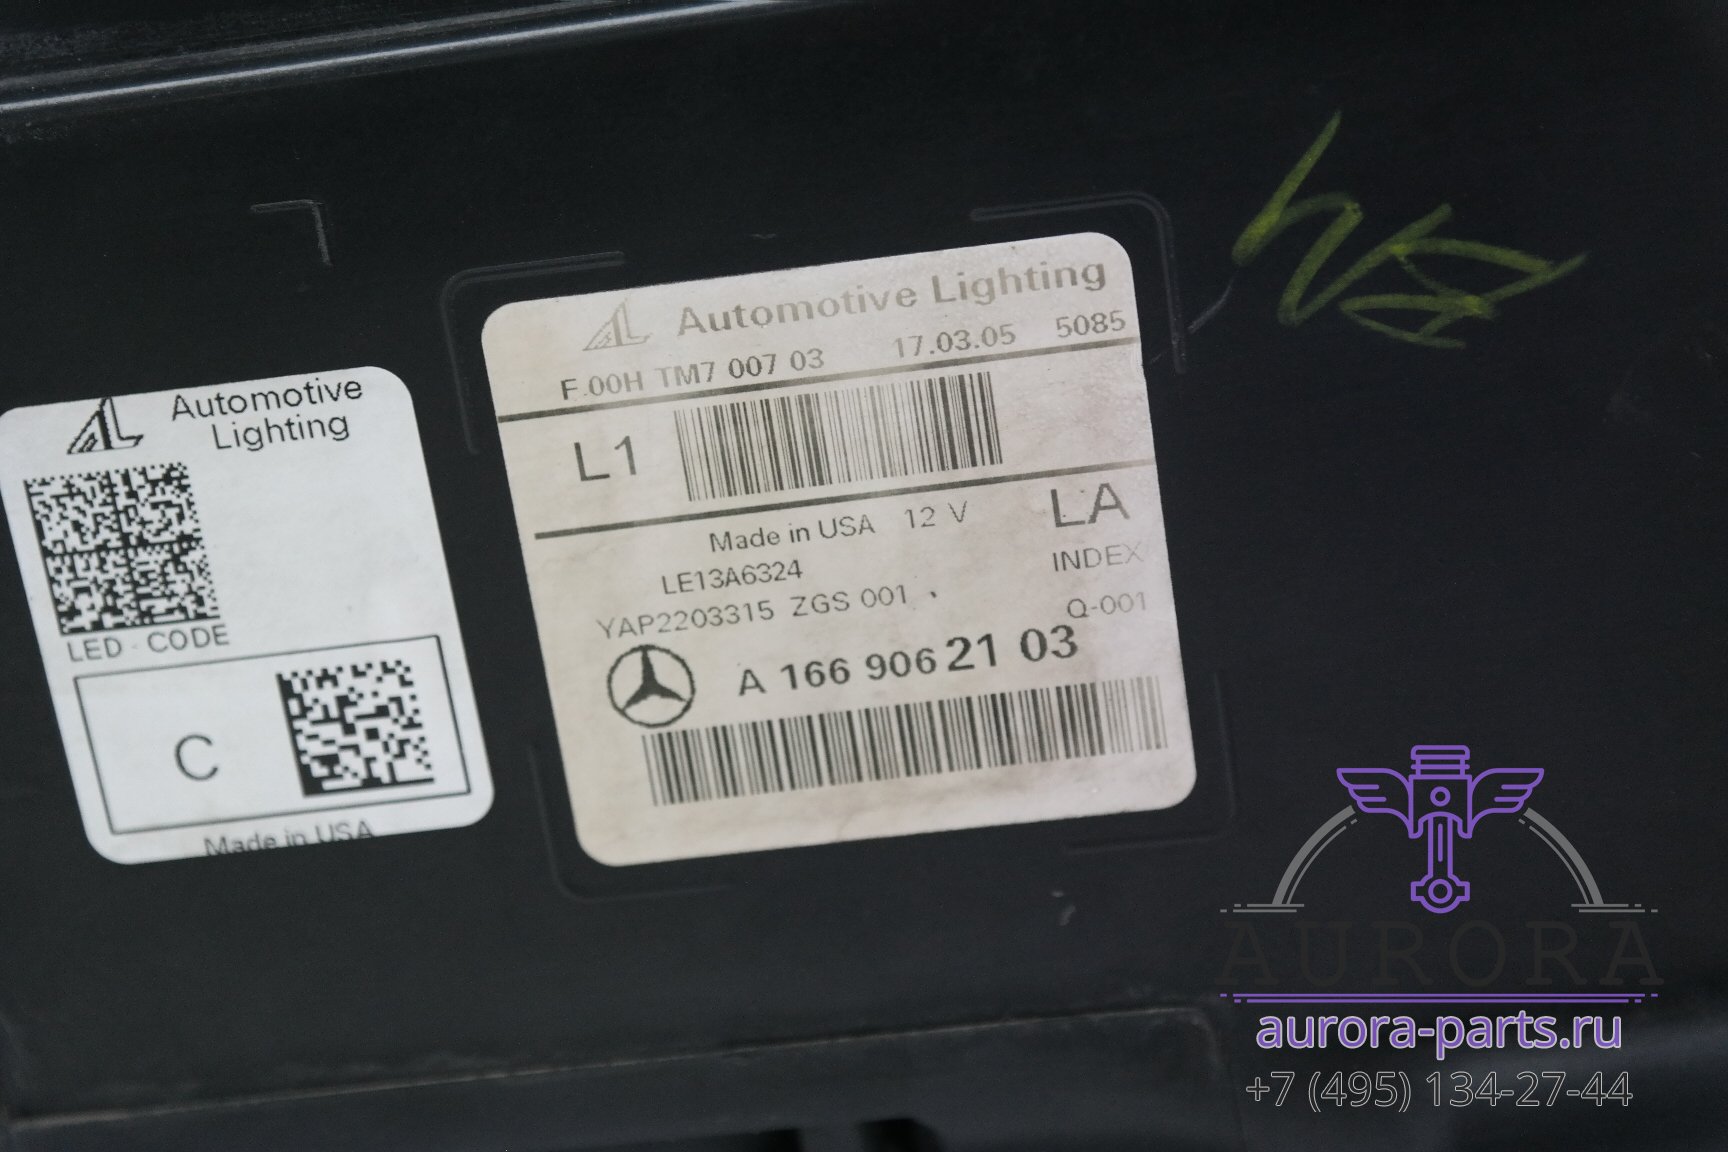 Automotive
Lighting
LED - CODE
C
Made in USA
Automotive Lighting
F 00H TM7 007 03 17.03.05 5085
L1
Made in USA 12 V LA
LE13A6324 INDEX
YAP2203315 ZGS 001 Q-001
A 166 906 21 03
AURORA
aurora-parts.ru
+7 (495) 134-27-44